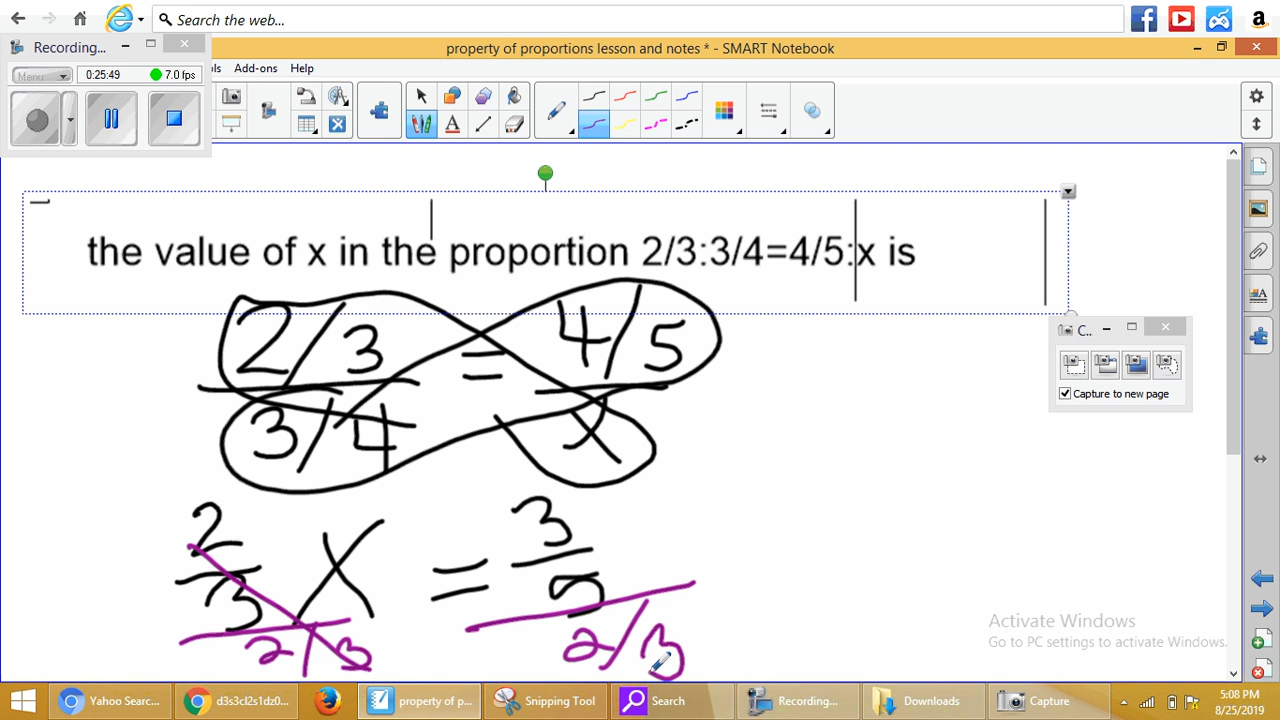 Search the web...
Recording...
property of proportions lesson and notes * - SMART Notebook
Menu
0:25:49
7.0 fps
ols Add-ons Help
the value of x in the proportion 2/3:3/4=4/5:x is
2/3 = 4/5
3/4 x
C...
Capture to new page
2 3
3 x = 5
2/3 2/3
Activate Windows
Go to PC settings to activate Windows.
Yahoo Searc...
d3s3cl2s1dz0...
property of p...
Snipping Tool
Search
Recording...
Downloads
Capture
5:08 PM
8/25/2019